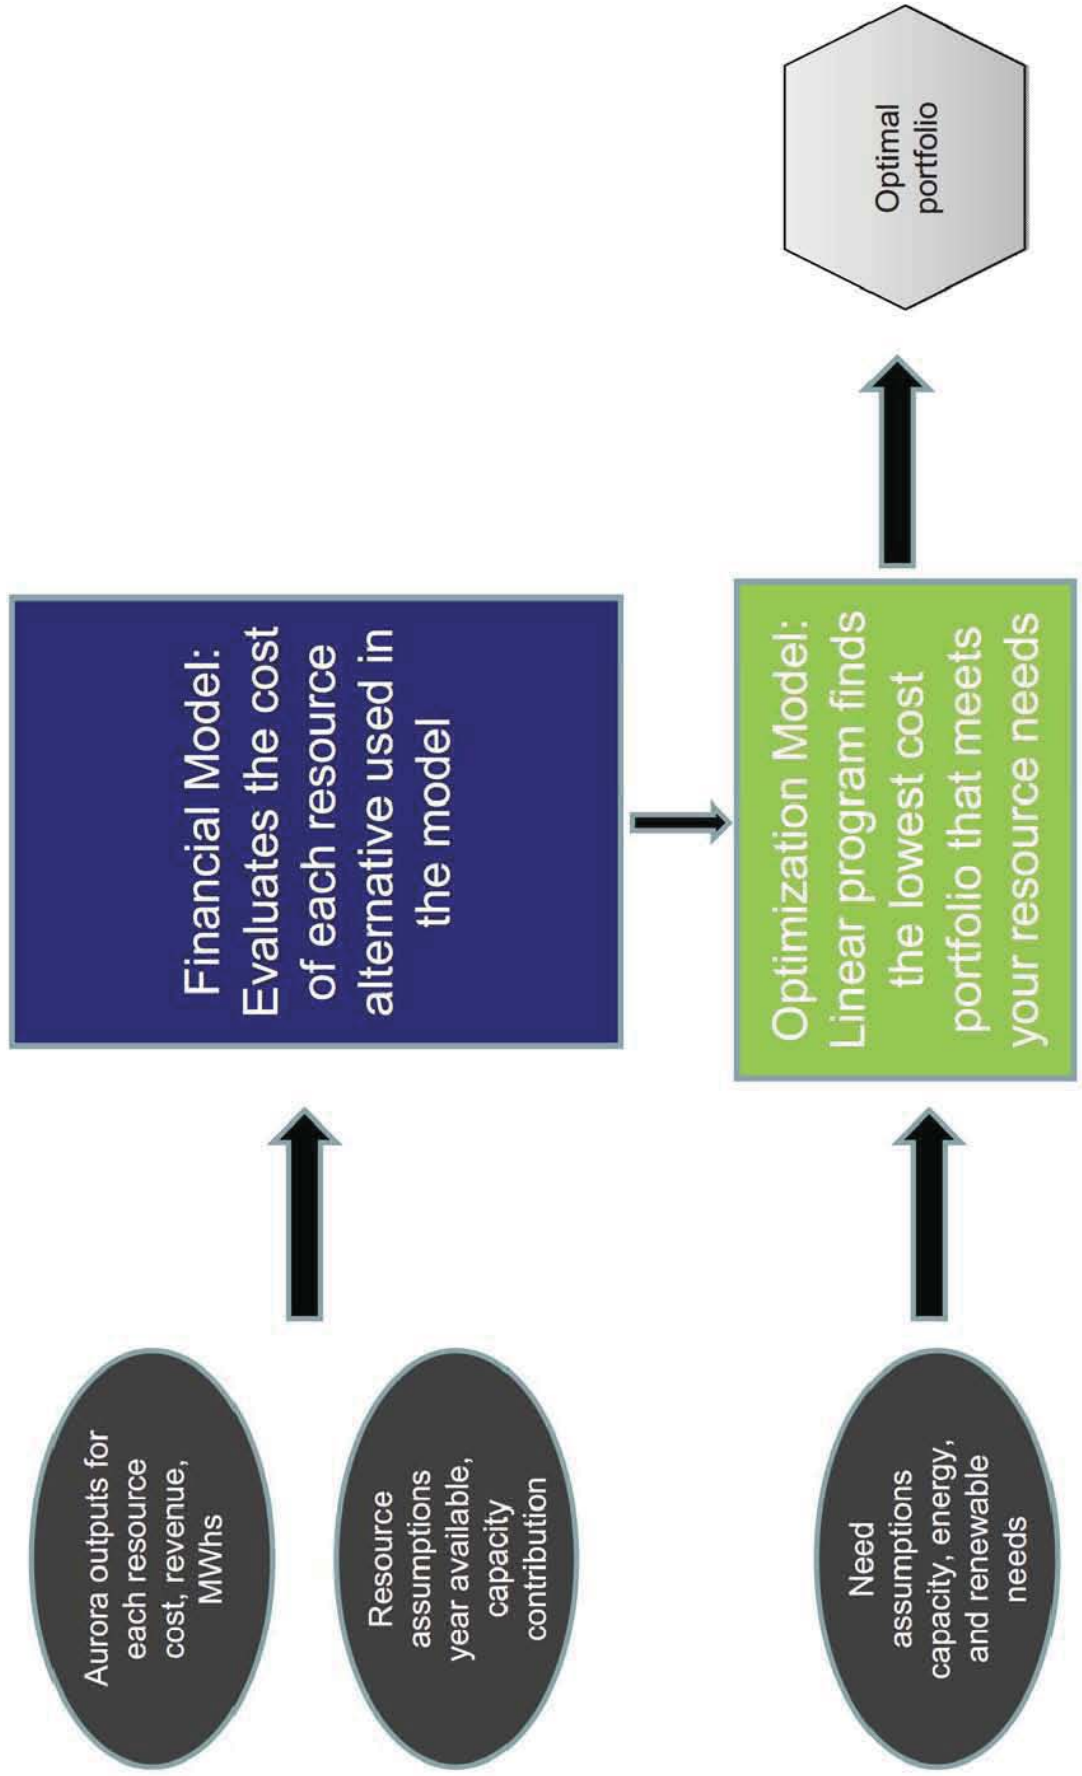 Aurora outputs for
each resource
cost, revenue,
MWhs
Resource
assumptions
year available,
capacity
contribution
Need
assumptions
capacity, energy,
and renewable
needs
Financial Model:
Evaluates the cost
of each resource
alternative used in
the model
Optimization Model:
Linear program finds
the lowest cost
portfolio that meets
your resource needs
Optimal
portfolio